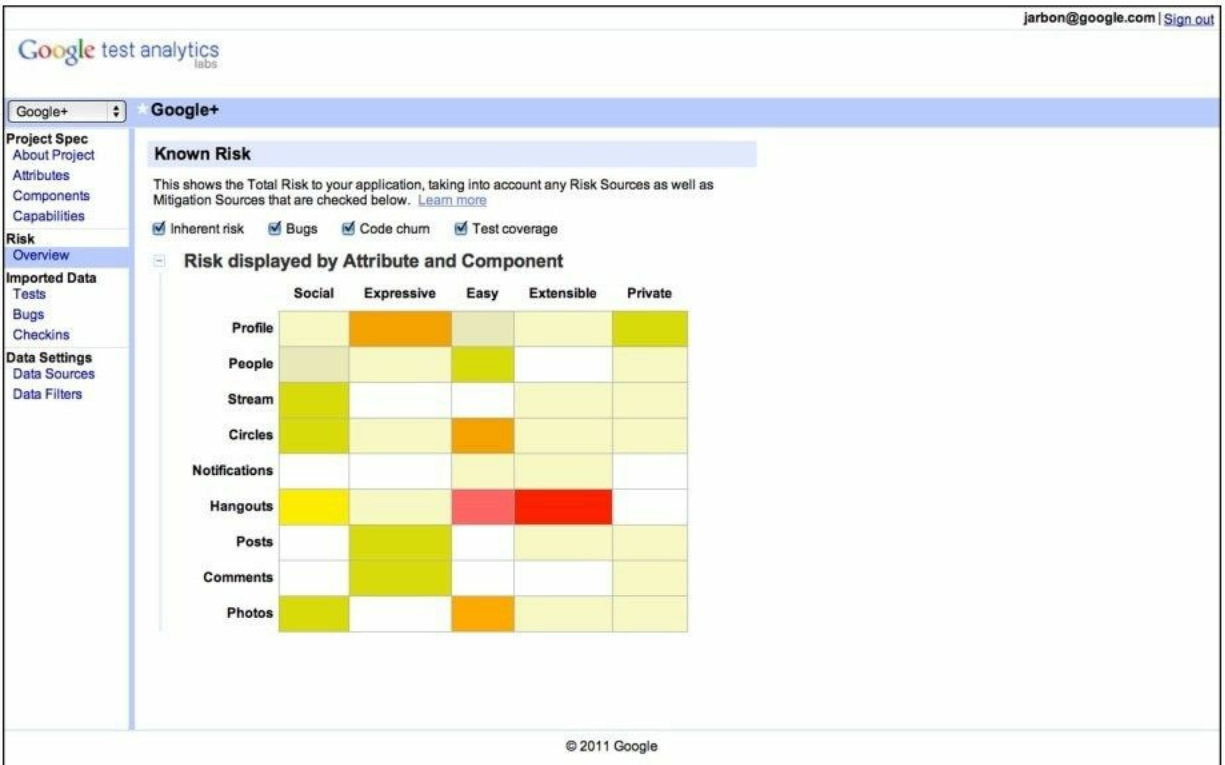 jarbon@google.com | Sign out
Google test analytics
labs
Google+
Google+
Project Spec
About Project
Attributes
Components
Capabilities
Risk
Overview
Imported Data
Tests
Bugs
Checkins
Data Settings
Data Sources
Data Filters
Known Risk
This shows the Total Risk to your application, taking into account any Risk Sources as well as
Mitigation Sources that are checked below. Learn more
Inherent risk Bugs Code churn Test coverage
Risk displayed by Attribute and Component
Social Expressive Easy Extensible Private
Profile
People
Stream
Circles
Notifications
Hangouts
Posts
Comments
Photos
© 2011 Google